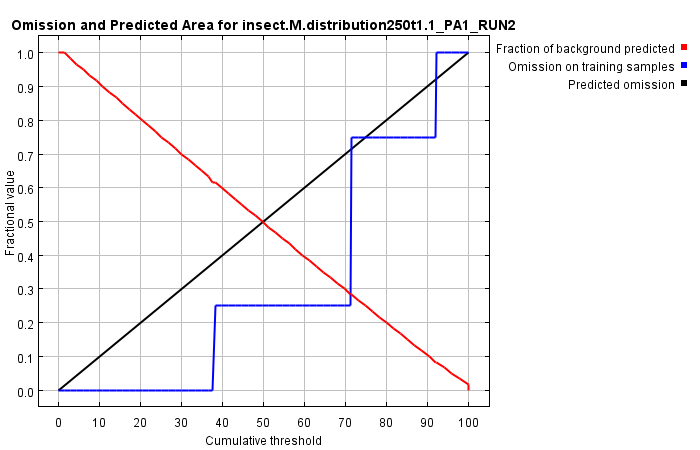 Omission and Predicted Area for insect.M.distribution250t1.1_PA1_RUN2
Fraction of background predicted
Omission on training samples
Predicted omission
1.0
0.9
0.8
0.7
0.6
0.5
0.4
0.3
0.2
0.1
0.0
Fractional value
0 10 20 30 40 50 60 70 80 90 100
Cumulative threshold